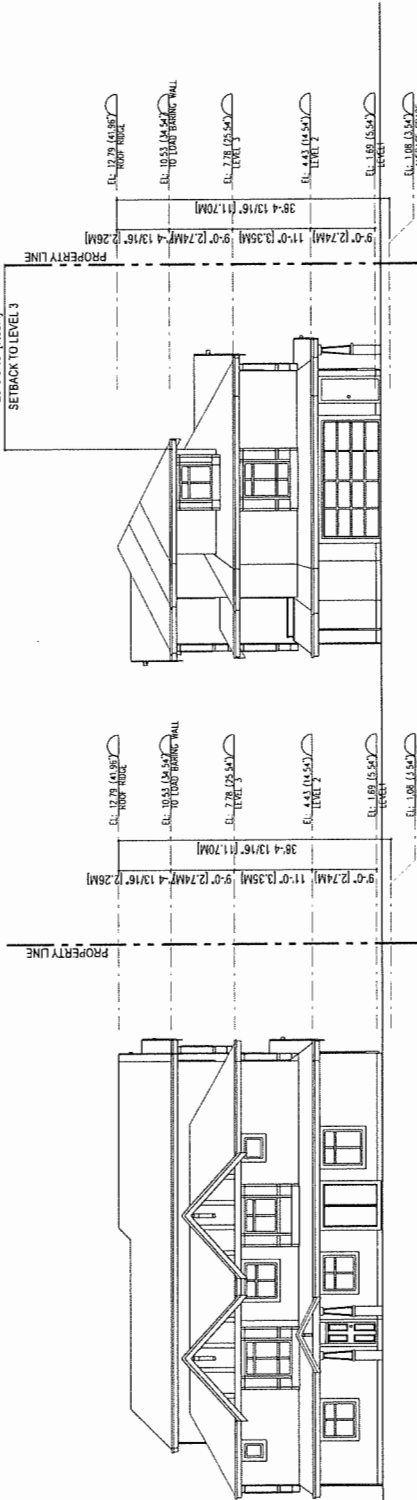 PROPERTY LINE
EL: 12.79 (41.96')
ROOF RIDGE
EL: 10.53 (34.54')
TO LOAD BARING WALL
EL: 7.78 (25.54')
LEVEL 3
EL: 4.43 (14.54')
LEVEL 2
EL: 1.69 (5.54')
LEVEL1
EL: 1.08 (3.54')
9'-0" [2.74M]
11'-0" [3.35M]
9'-0" [2.74M]
7'-4 13/16" [2.26M]
38'-4 13/16" [11.70M]
SETBACK TO LEVEL 3
PROPERTY LINE
EL: 12.79 (41.96')
ROOF RIDGE
EL: 10.53 (34.54')
TO LOAD BARING WALL
EL: 7.78 (25.54')
LEVEL 3
EL: 4.43 (14.54')
LEVEL 2
EL: 1.69 (5.54')
LEVEL1
EL: 1.08 (3.54')
9'-0" [2.74M]
11'-0" [3.35M]
9'-0" [2.74M]
7'-4 13/16" [2.26M]
38'-4 13/16" [11.70M]